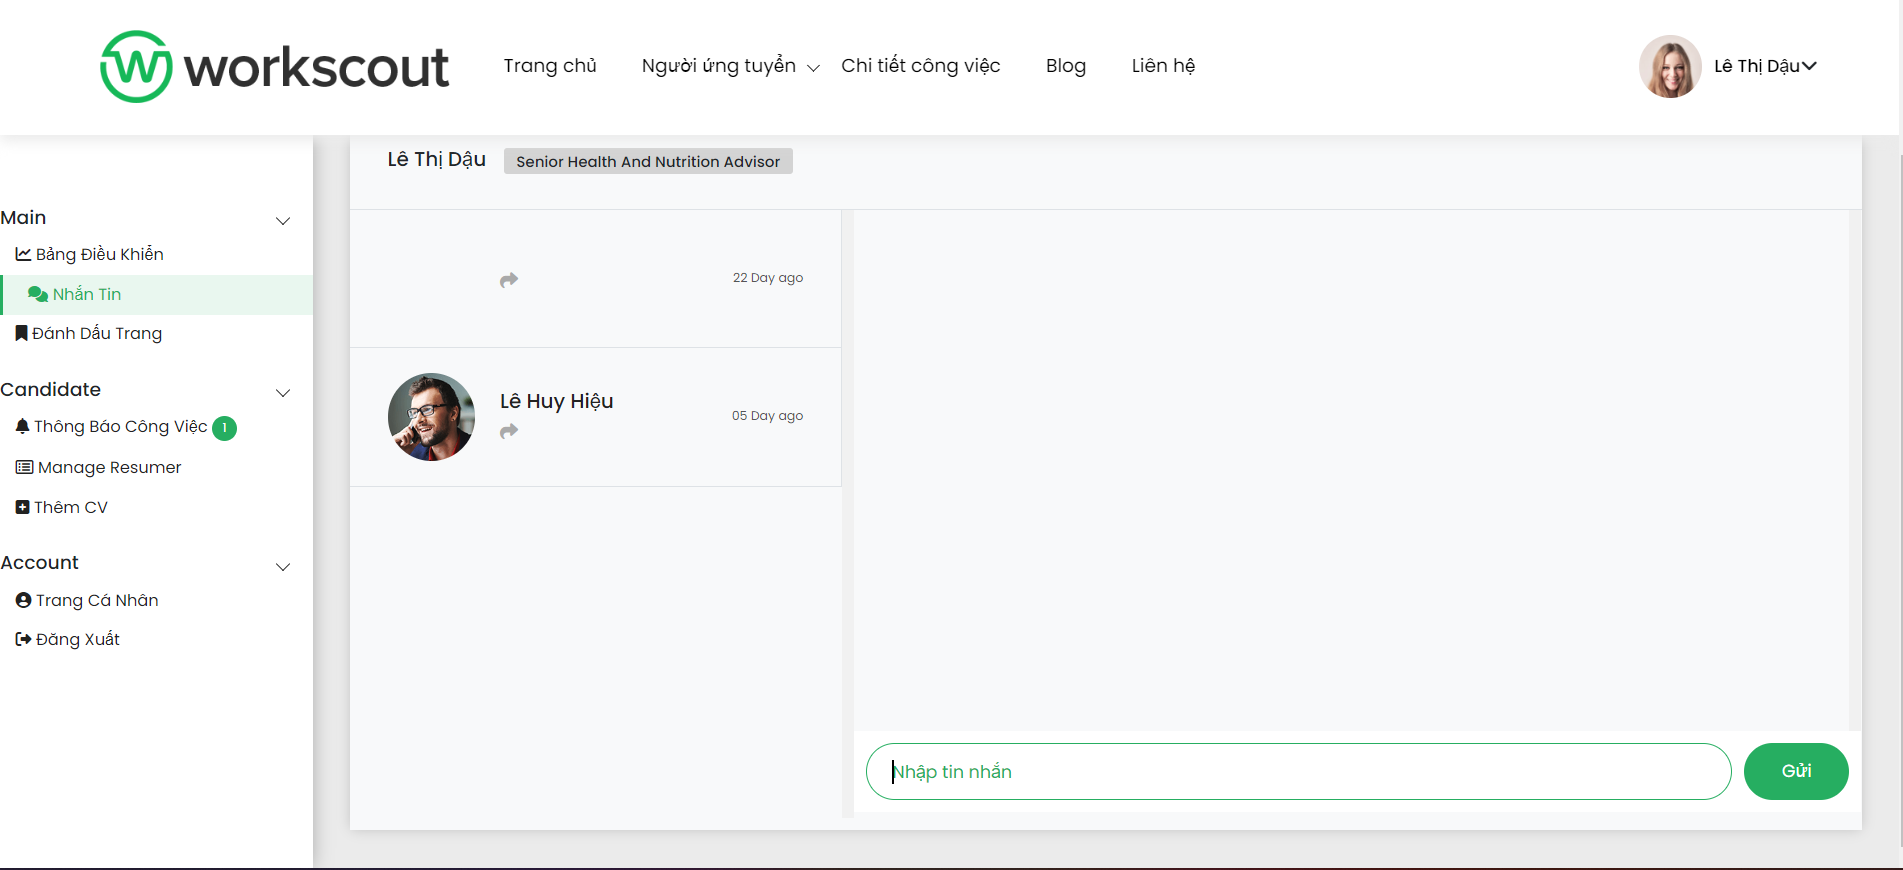 workscout
Trang chủ
Người ứng tuyển
Chi tiết công việc
Blog
Liên hệ
Lê Thị Dậu
Main
Bảng Điều Khiển
Nhắn Tin
Đánh Dấu Trang
Candidate
Thông Báo Công Việc 1
Manage Resumer
Thêm CV
Account
Trang Cá Nhân
Đăng Xuất
Lê Thị Dậu Senior Health And Nutrition Advisor
22 Day ago
Lê Huy Hiệu
05 Day ago
Nhập tin nhắn
Gửi